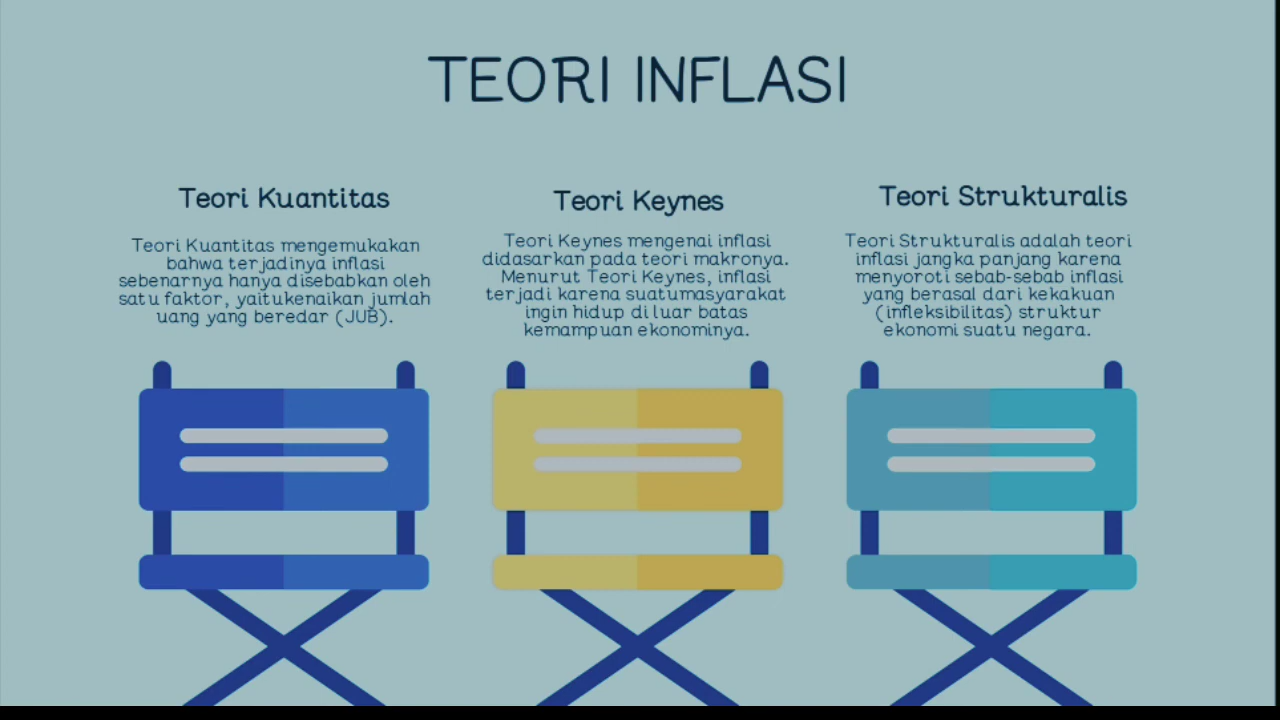 TEORI INFLASI
Teori Kuantitas
Teori Kuantitas mengemukakan
bahwa terjadinya inflasi
sebenarnya hanya disebabkan oleh
satu faktor, yaitukenaikan jumlah
uang yang beredar (JUB).
Teori Keynes
Teori Keynes mengenai inflasi
didasarkan pada teori makronya.
Menurut Teori Keynes, inflasi
terjadi karena suatumasyarakat
ingin hidup di luar batas
kemampuan ekonominya.
Teori Strukturalis
Teori Strukturalis adalah teori
inflasi jangka panjang karena
menyoroti sebab-sebab inflasi
yang berasal dari kekakuan
(infleksibilitas) struktur
ekonomi suatu negara.